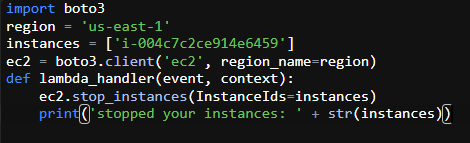 import boto3
region = 'us-east-1'
instances = ['i-004c7c2ce914e6459']
ec2 = boto3.client('ec2', region_name=region)
def lambda_handler(event, context):
    ec2.stop_instances(InstanceIds=instances)
    print('stopped your instances: ' + str(instances))